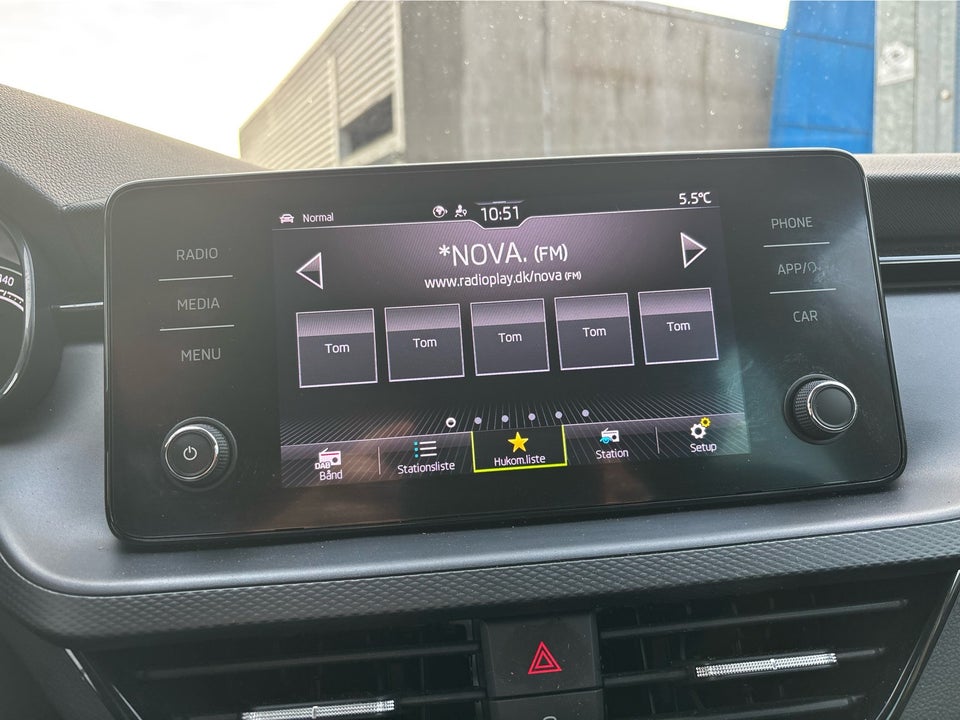 Normal
10:51
5.5°C
RADIO
MEDIA
MENU
PHONE
APP/
CAR
*NOVA. (FM)
www.radioplay.dk/nova (FM)
Tom
Tom
Tom
Tom
Tom
DAB
Bånd
Stationsliste
Hukom.liste
Station
Setup